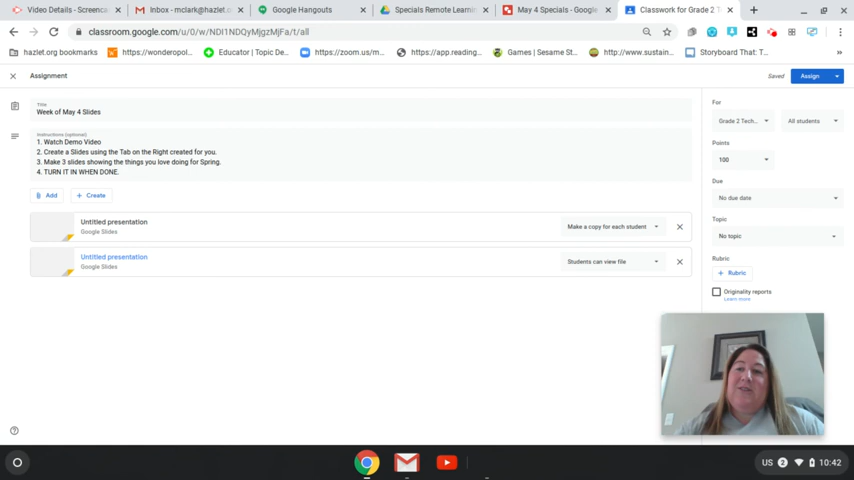 Video Details - Screenca
Inbox - mclark@hazlet.o
Google Hangouts
Specials Remote Learnin
May 4 Specials - Google
Classwork for Grade 2 T
classroom.google.com/u/0/w/NDI1NDQyMjgzMjFa/t/all
hazlet.org bookmarks
https://wonderopol...
Educator | Topic De...
https://zoom.us/m...
https://app.reading...
Games | Sesame St...
http://www.sustain...
Storyboard That: T...
Assignment
Saved
Assign
Title
Week of May 4 Slides
For
Grade 2 Tech...
All students
Instructions (optional)
1. Watch Demo Video
2. Create a Slides using the Tab on the Right created for you.
3. Make 3 slides showing the things you love doing for Spring.
4. TURN IT IN WHEN DONE.
Points
100
Due
No due date
Add
Create
Untitled presentation
Google Slides
Make a copy for each student
Topic
No topic
Untitled presentation
Google Slides
Students can view file
Rubric
Rubric
Originality reports
Learn more
US
2
10:42